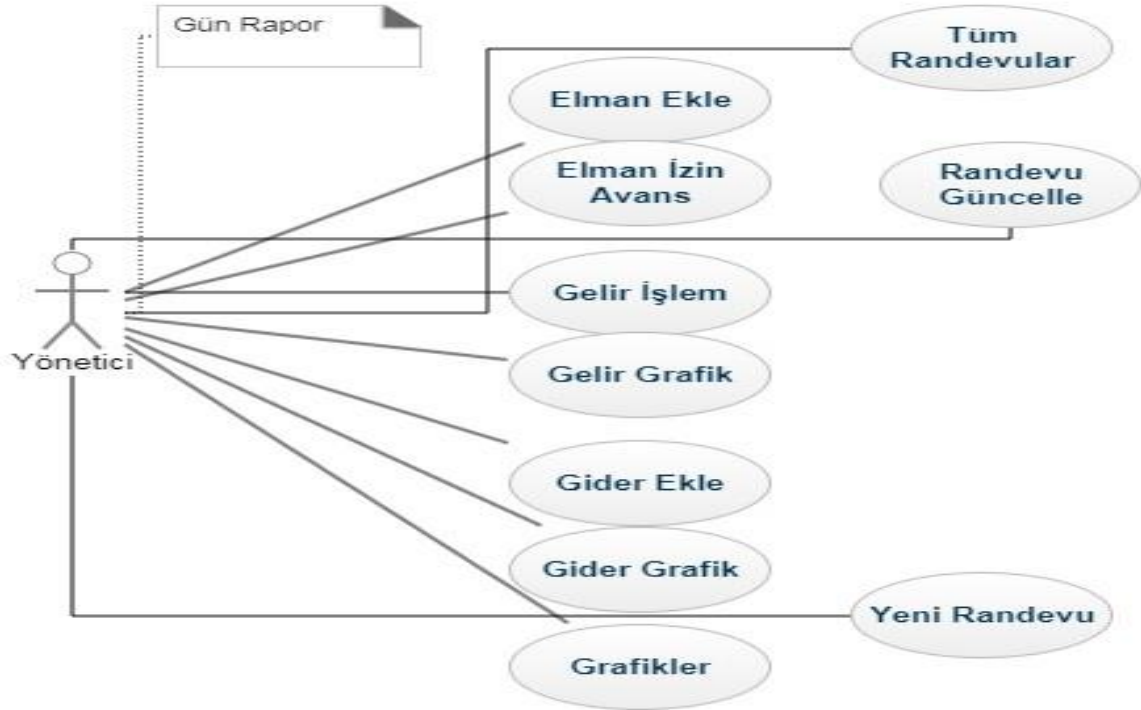 Gün Rapor
Tüm
Randevular
Elman Ekle
Elman İzin
Avans
Randevu
Güncelle
Gelir İşlem
Yönetici
Gelir Grafik
Gider Ekle
Gider Grafik
Yeni Randevu
Grafikler